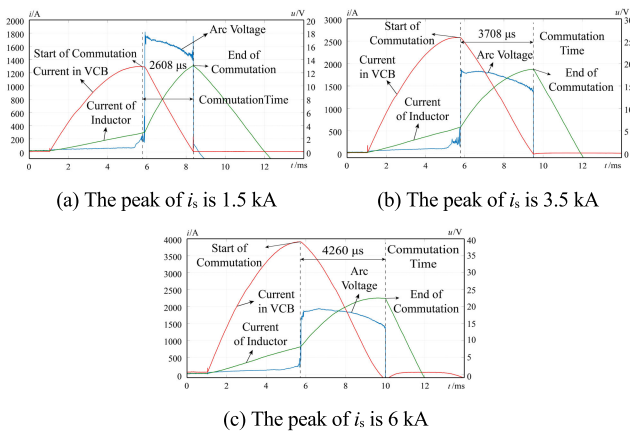 i/A
u/V
1800
1600
1400
1200
1000
800
600
400
200
0
20
18
16
14
12
10
8
6
4
2
0
Arc Voltage
Start of Commutation
Current in VCB
2608 μs
End of
Commutation
Current of
Inductor
CommutationTime
0 2 4 6 8 10 12
t/ms
(a) The peak of is is 1.5 kA
i/A
u/V
3000
2500
2000
1500
1000
500
0
30
25
20
15
10
5
0
Start of
Commutation
3708 μs
Commutation
Time
Current in
VCB
Arc Voltage
End of
Commutation
Current of
Inductor
0 2 4 6 8 10 12
t/ms
(b) The peak of is is 3.5 kA
i/A
u/V
4000
3500
3000
2500
2000
1500
1000
500
0
40
35
30
25
20
15
10
5
0
Start of
Commutation
4260 μs
Commutation
Time
Current
in VCB
Arc
Voltage
End of
Commutation
Current
of Inductor
0 2 4 6 8 10 12
t/ms
(c) The peak of is is 6 kA